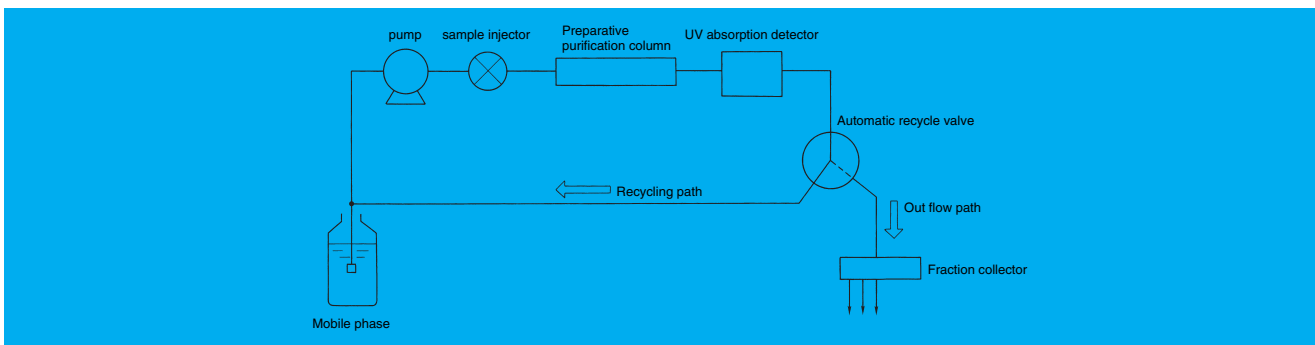 Preparative
purification column
pump
sample injector
UV absorption detector
Automatic recycle valve
Recycling path
Out flow path
Fraction collector
Mobile phase